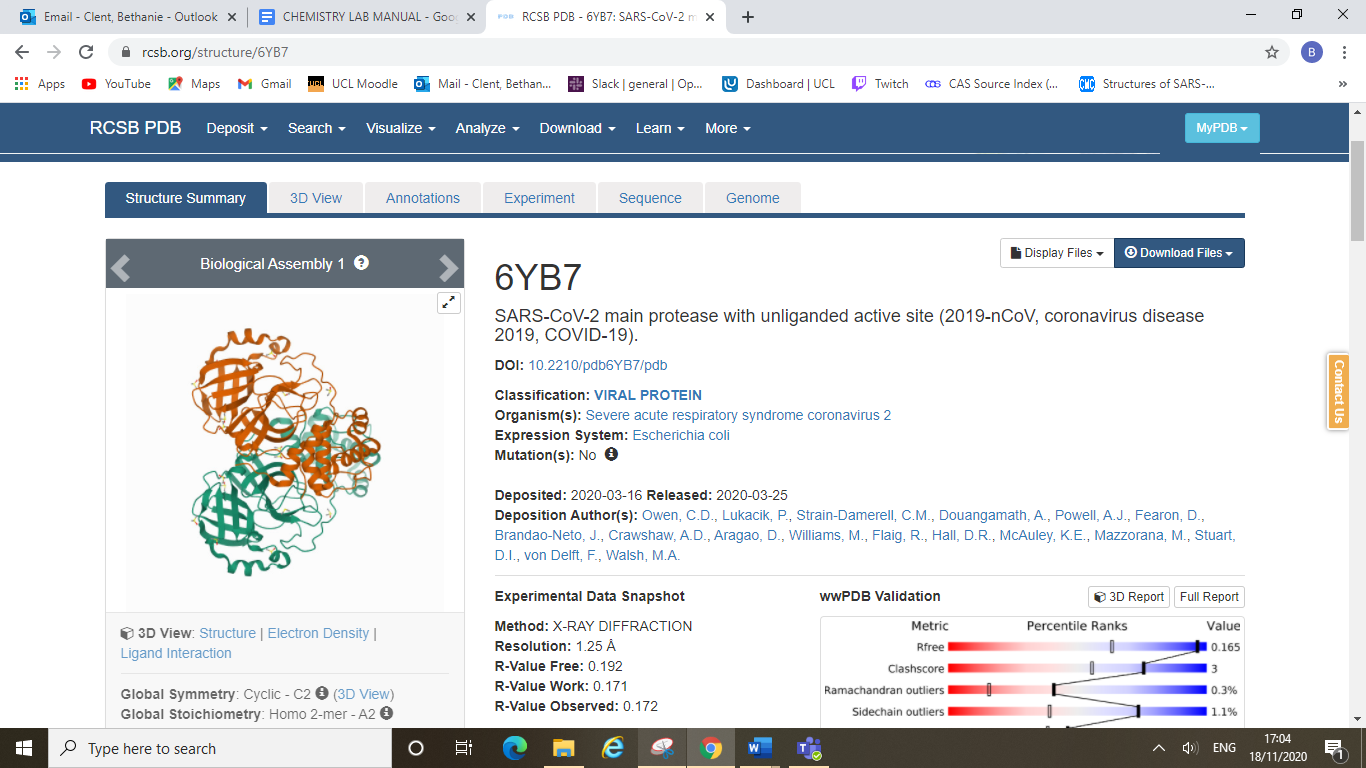 Email - Clent, Bethanie - Outlook
CHEMISTRY LAB MANUAL - Goo
RCSB PDB - 6YB7: SARS-CoV-2 m
rcsb.org/structure/6YB7
B
Apps YouTube Maps Gmail UCL Moodle Mail - Clent, Bethan... Slack | general | Op... Dashboard | UCL Twitch CAS Source Index (... Structures of SARS-... »
RCSB PDB Deposit Search Visualize Analyze Download Learn More MyPDB
Structure Summary 3D View Annotations Experiment Sequence Genome
Biological Assembly 1 ?
Display Files Download Files
6YB7
SARS-CoV-2 main protease with unliganded active site (2019-nCoV, coronavirus disease
2019, COVID-19).
DOI: 10.2210/pdb6YB7/pdb
Classification: VIRAL PROTEIN
Organism(s): Severe acute respiratory syndrome coronavirus 2
Expression System: Escherichia coli
Mutation(s): No
Deposited: 2020-03-16 Released: 2020-03-25
Deposition Author(s): Owen, C.D., Lukacik, P., Strain-Damerell, C.M., Douangamath, A., Powell, A.J., Fearon, D.,
Brandao-Neto, J., Crawshaw, A.D., Aragao, D., Williams, M., Flaig, R., Hall, D.R., McAuley, K.E., Mazzorana, M., Stuart,
D.I., von Delft, F., Walsh, M.A.
Contact Us
3D View: Structure | Electron Density |
Ligand Interaction
Global Symmetry: Cyclic - C2 (3D View)
Global Stoichiometry: Homo 2-mer - A2
Experimental Data Snapshot
Method: X-RAY DIFFRACTION
Resolution: 1.25 Å
R-Value Free: 0.192
R-Value Work: 0.171
R-Value Observed: 0.172
wwPDB Validation 3D Report Full Report
Metric Percentile Ranks Value
Rfree 0.165
Clashscore 3
Ramachandran outliers 0.3%
Sidechain outliers 1.1%
Type here to search
ENG
17:04
18/11/2020
1